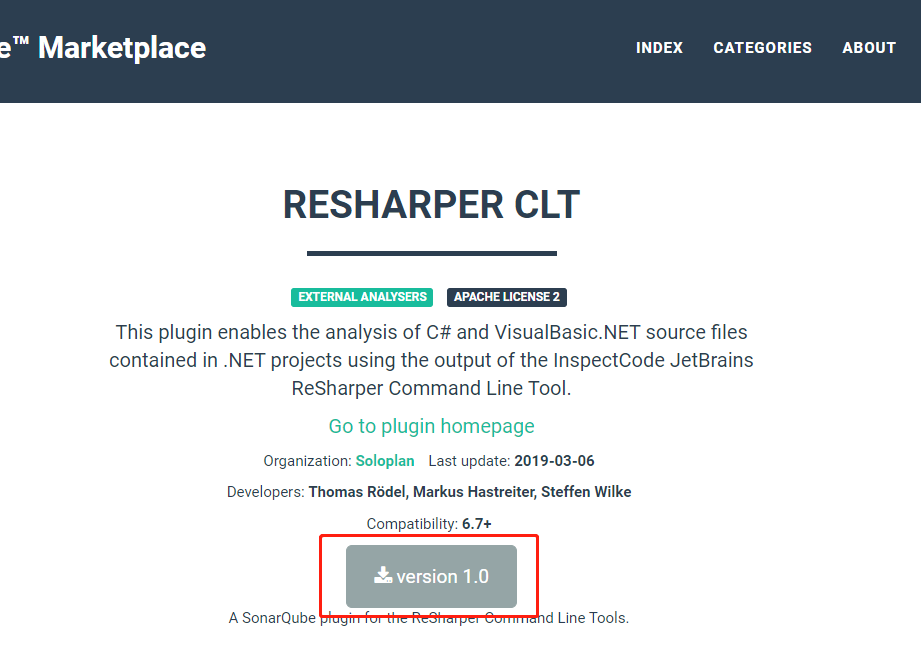 e™ Marketplace
INDEX CATEGORIES ABOUT
RESHARPER CLT
EXTERNAL ANALYSERS APACHE LICENSE 2
This plugin enables the analysis of C# and VisualBasic.NET source files
contained in .NET projects using the output of the InspectCode JetBrains
ReSharper Command Line Tool.
Go to plugin homepage
Organization: Soloplan Last update: 2019-03-06
Developers: Thomas Rödel, Markus Hastreiter, Steffen Wilke
Compatibility: 6.7+
version 1.0
A SonarQube plugin for the ReSharper Command Line Tools.